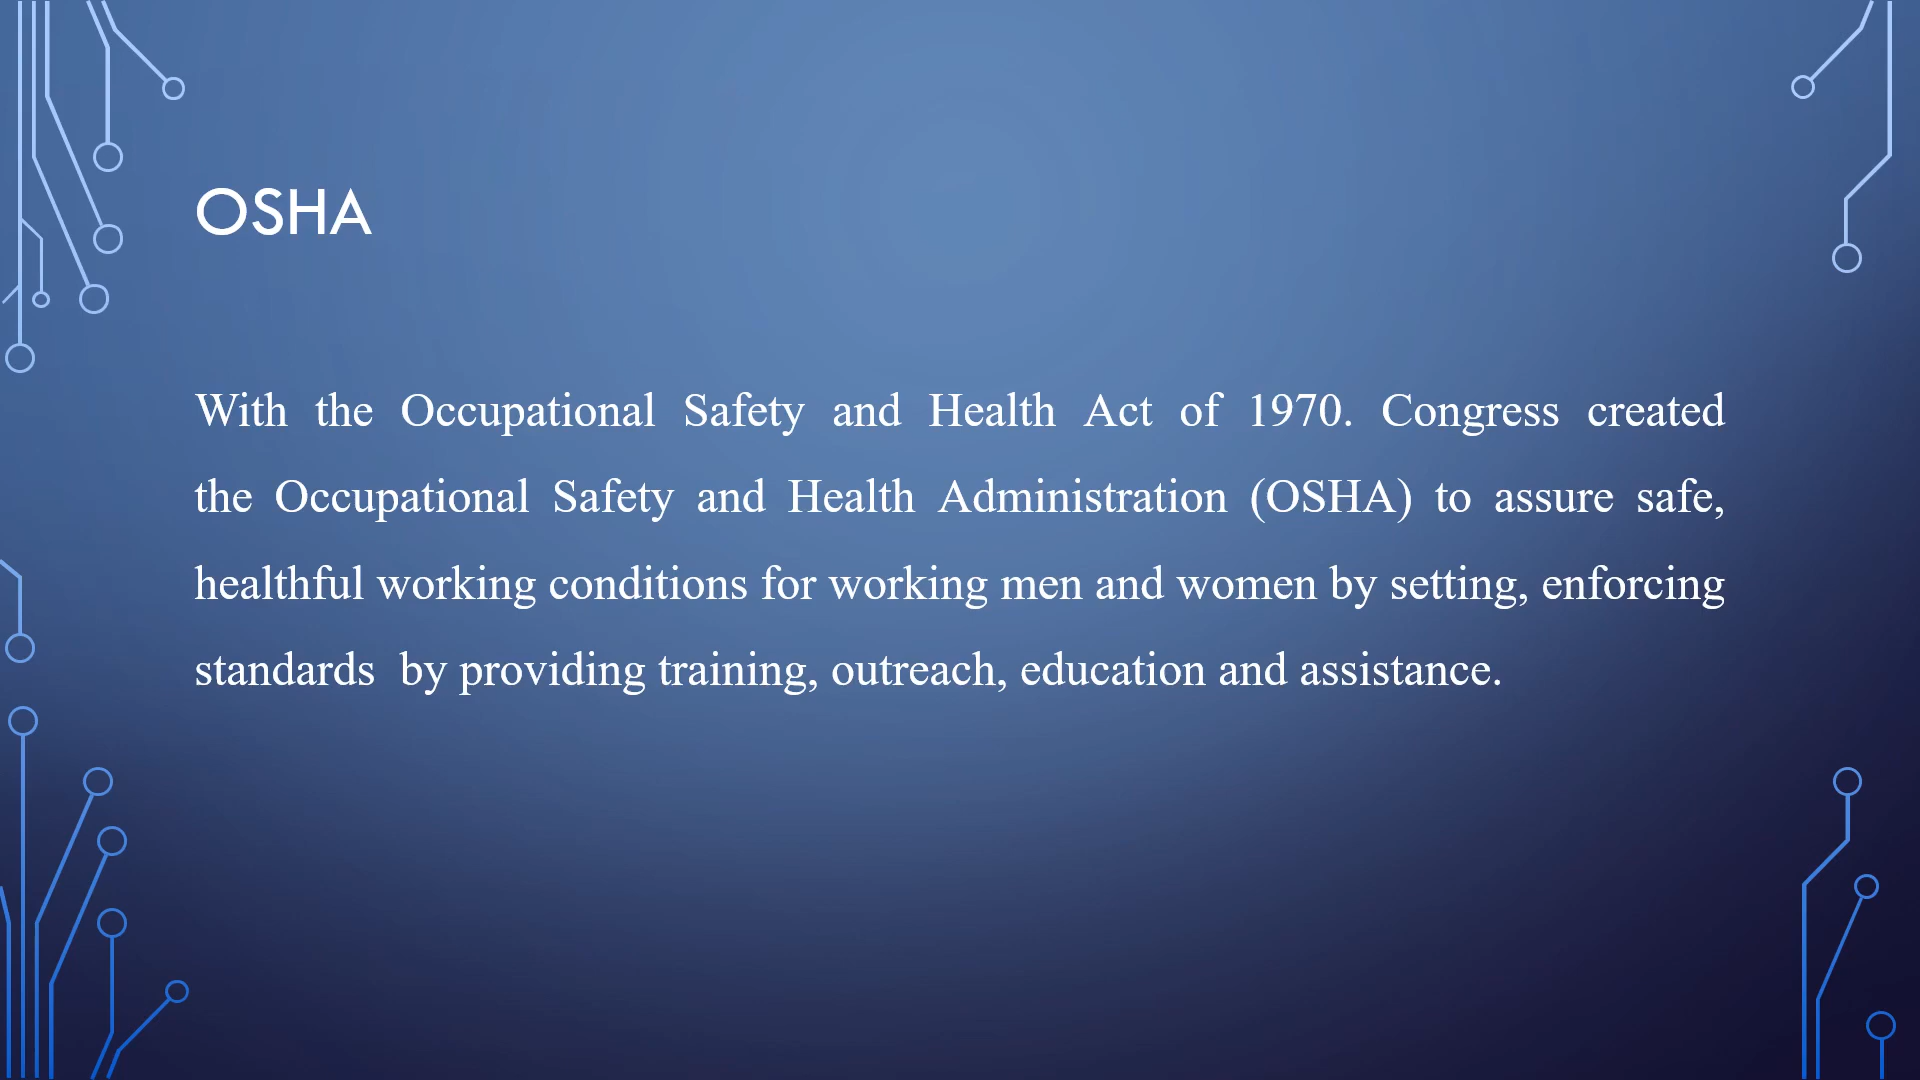 OSHA
With the Occupational Safety and Health Act of 1970. Congress created
the Occupational Safety and Health Administration (OSHA) to assure safe,
healthful working conditions for working men and women by setting, enforcing
standards  by providing training, outreach, education and assistance.